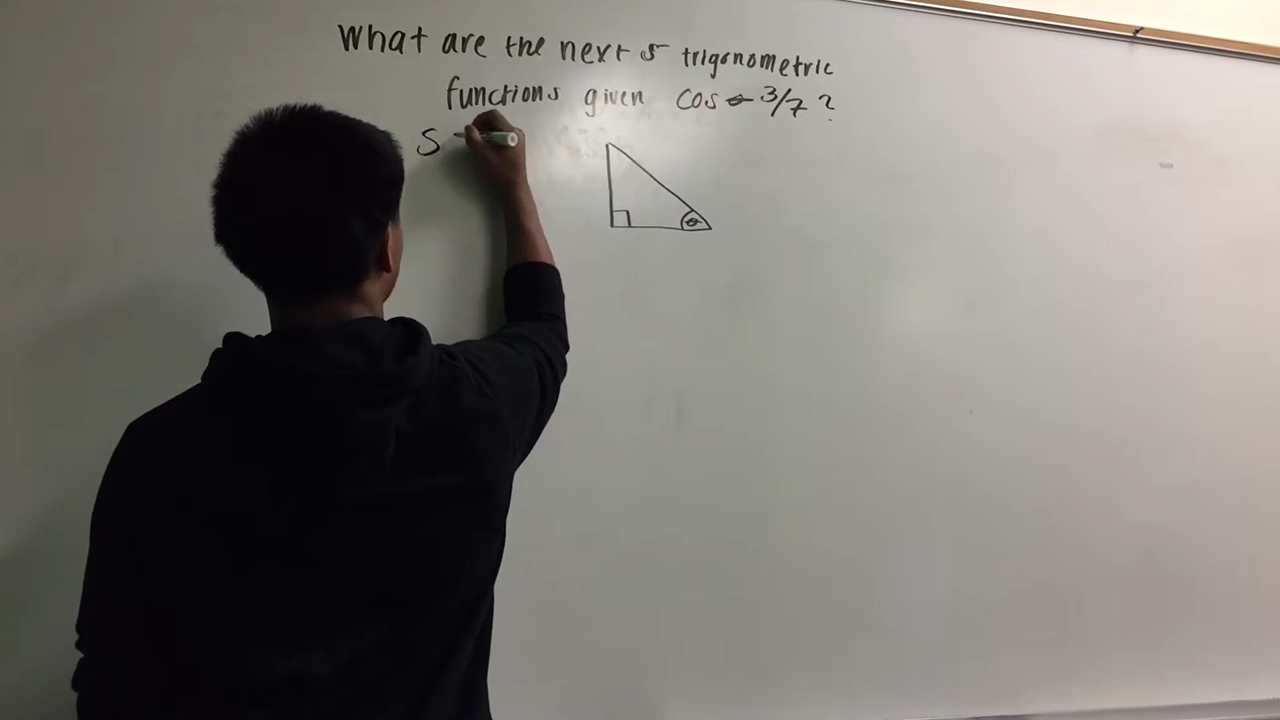 What are the next 5 trigonometric
functions given cos θ 3/7 ?
S
θ